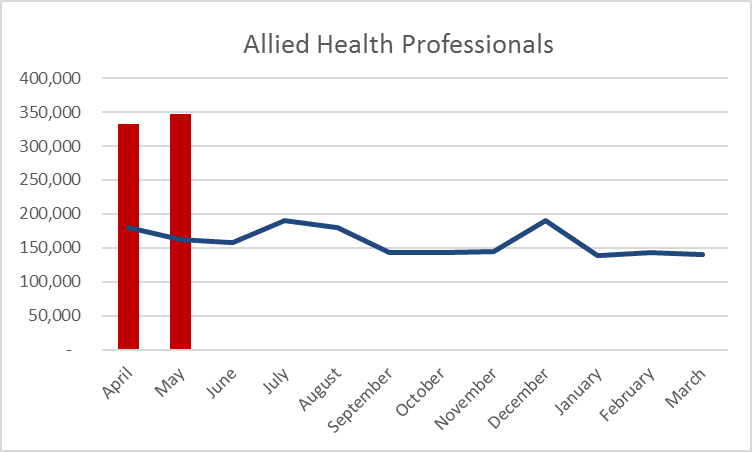 Allied Health Professionals
400,000
350,000
300,000
250,000
200,000
150,000
100,000
50,000
-
April
May
June
July
August
September
October
November
December
January
February
March